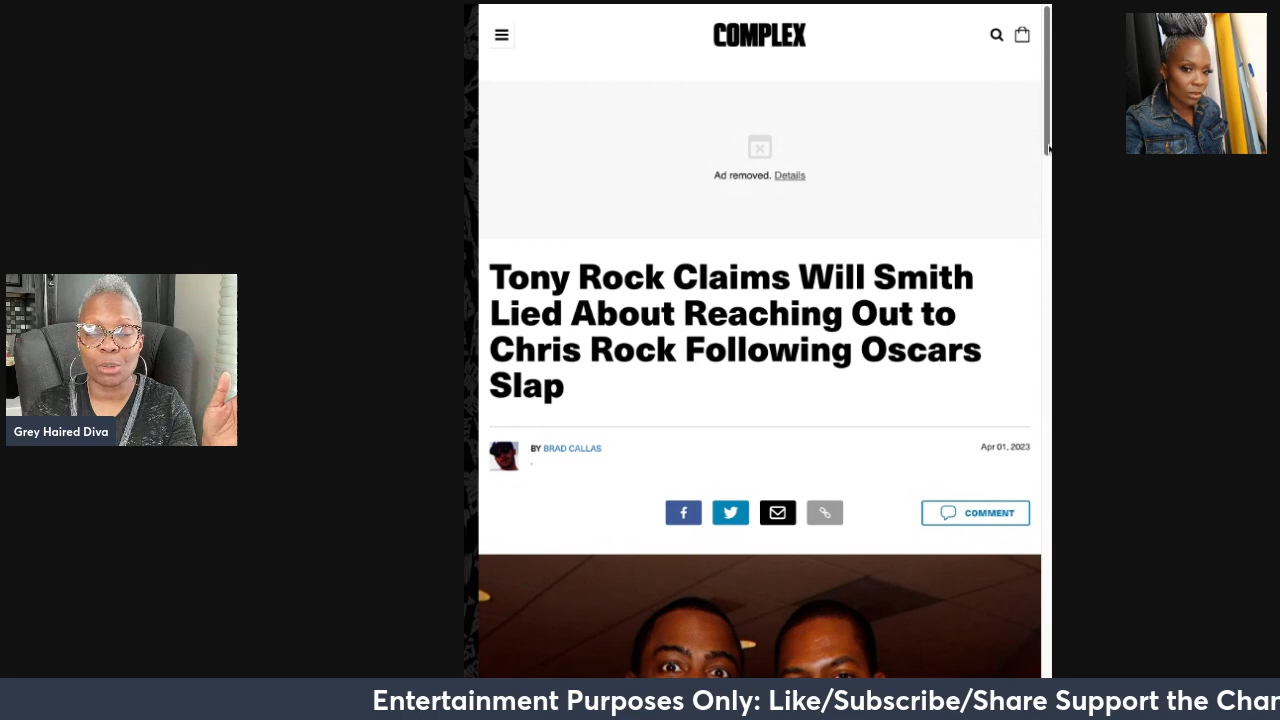 COMPLEX
Ad removed. Details
Tony Rock Claims Will Smith
Lied About Reaching Out to
Chris Rock Following Oscars
Slap
BY BRAD CALLAS
Apr 01, 2023
COMMENT
Grey Haired Diva
Entertainment Purposes Only: Like/Subscribe/Share Support the Chan